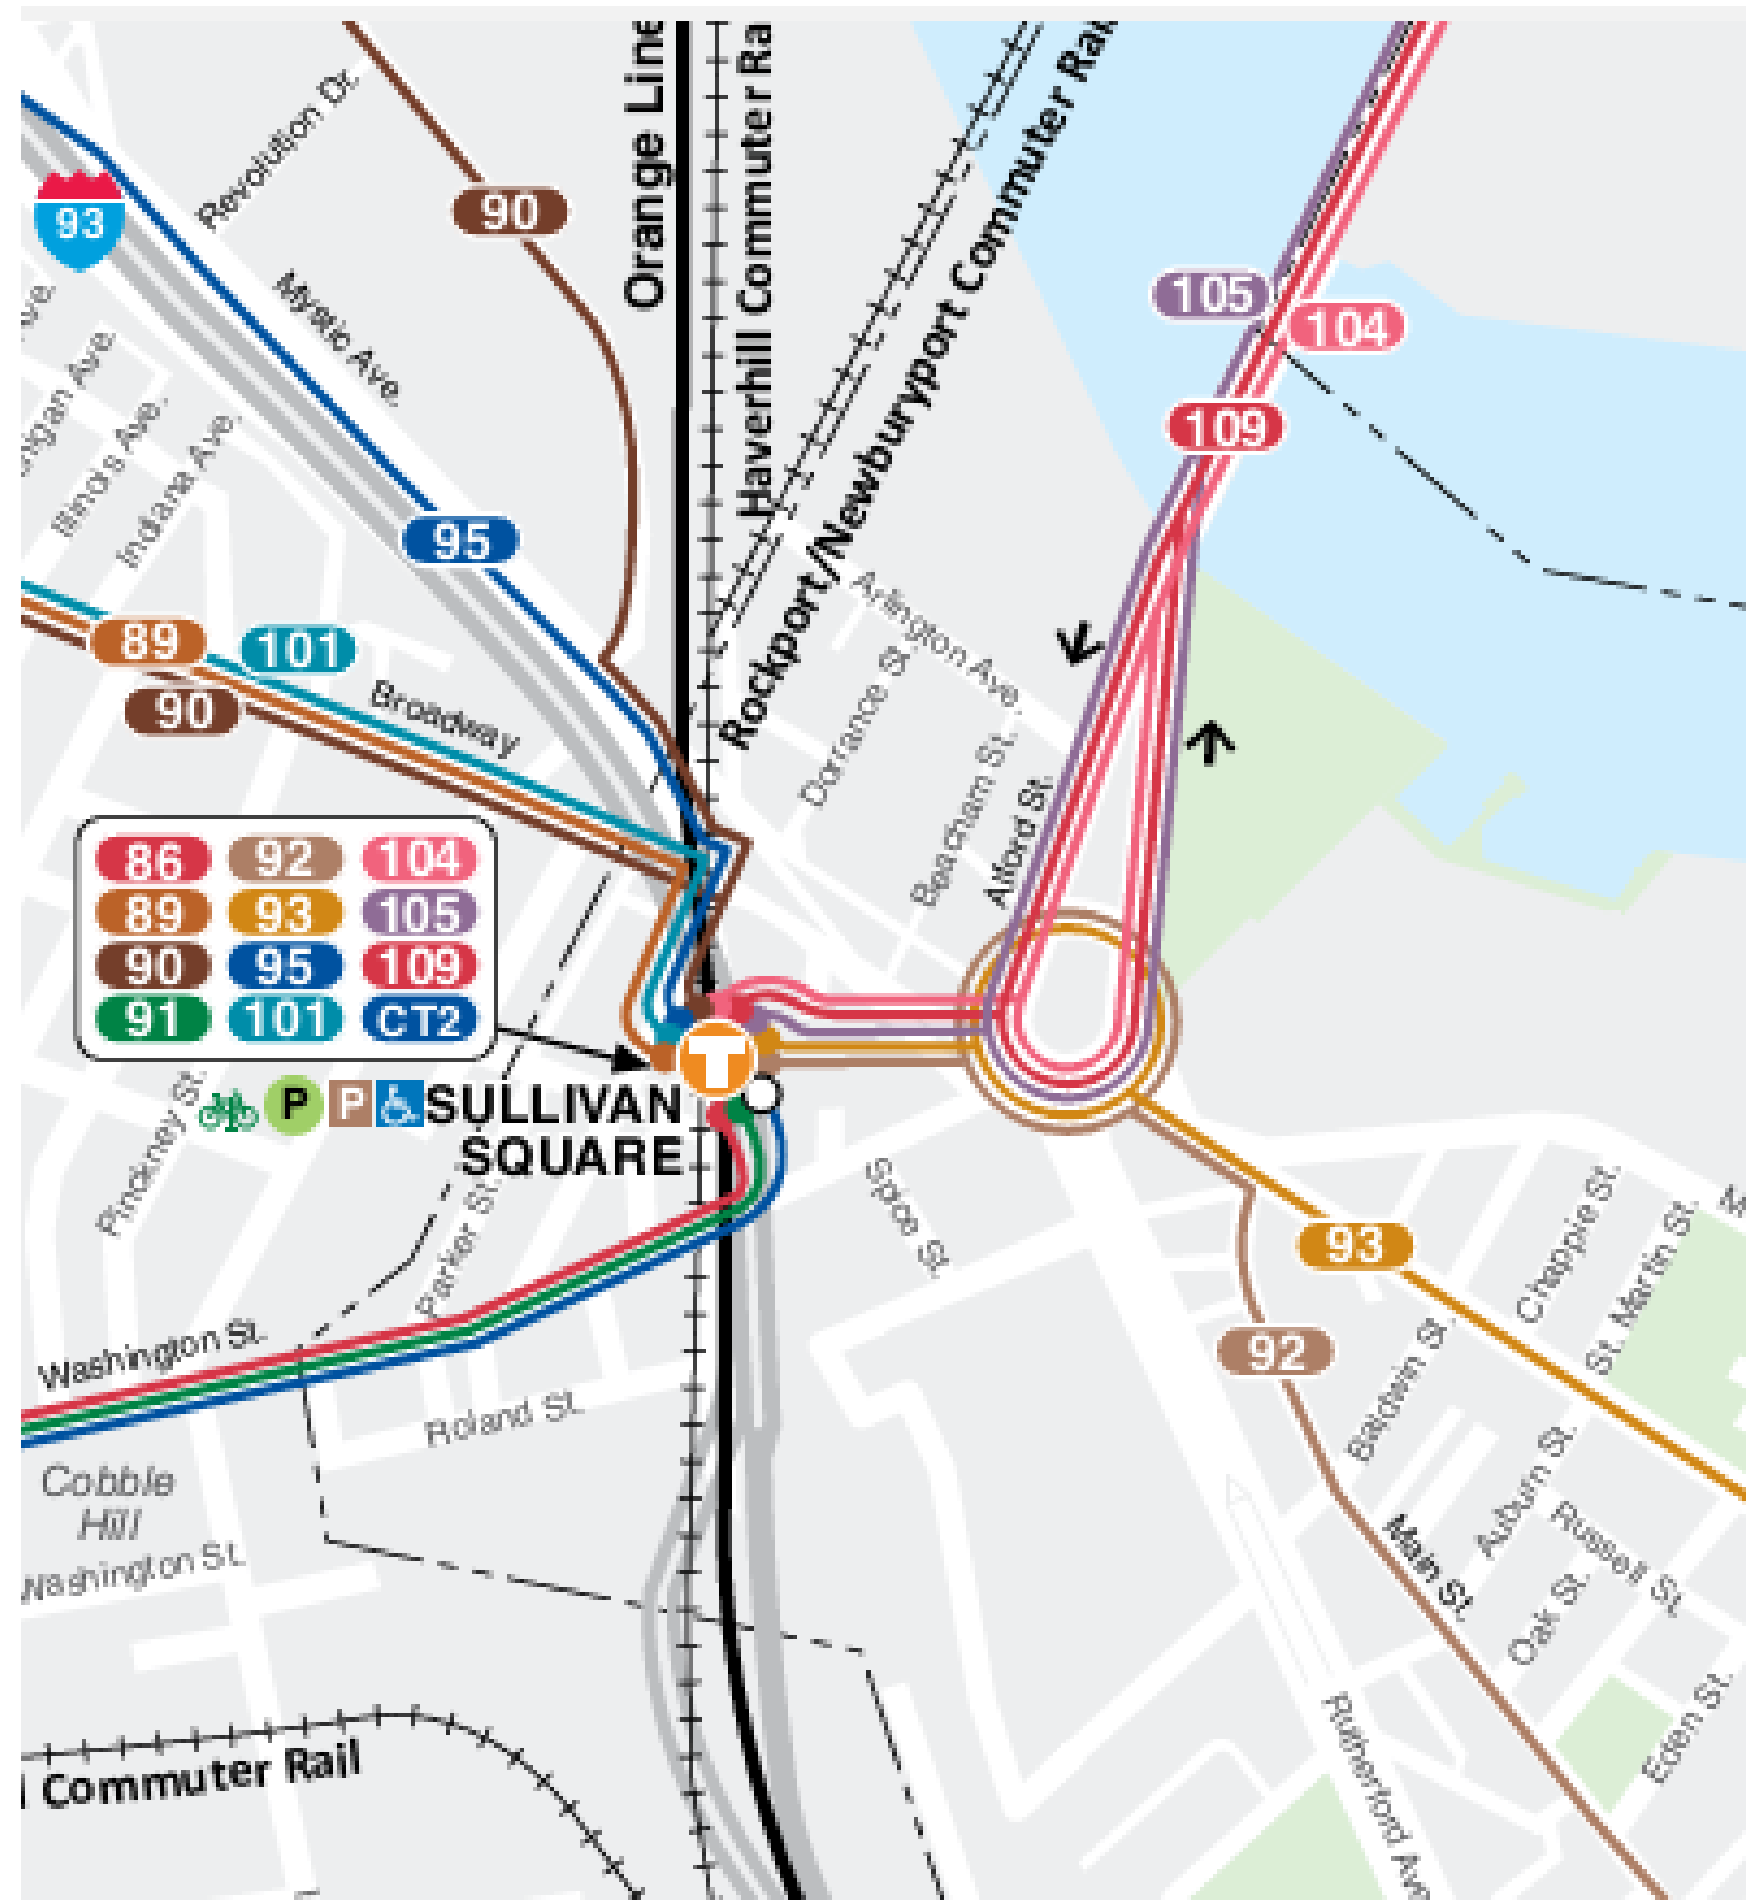 Orange Line
Haverhill Commuter Ra
Rockport/Newburyport Commuter Rail
Revolution Dr.
93
90
Mystic Ave.
Ave.
Illinois Ave.
Indiana Ave.
105
104
109
95
89
101
90
Broadway
Arlington Ave.
Dorrance St.
Beacham St.
Alford St.
86 92 104
89 93 105
90 95 109
91 101 CT2
T
P P SULLIVAN
SQUARE
Pinckney St.
Parker St.
Spice St.
Washington St.
Roland St.
Cobble
Hill
Washington St.
93
92
Chappie St.
St. Martin St.
Baldwin St.
Auburn St.
Russell St.
Oak St.
Main St.
Eden St.
Rutherford Ave
Commuter Rail